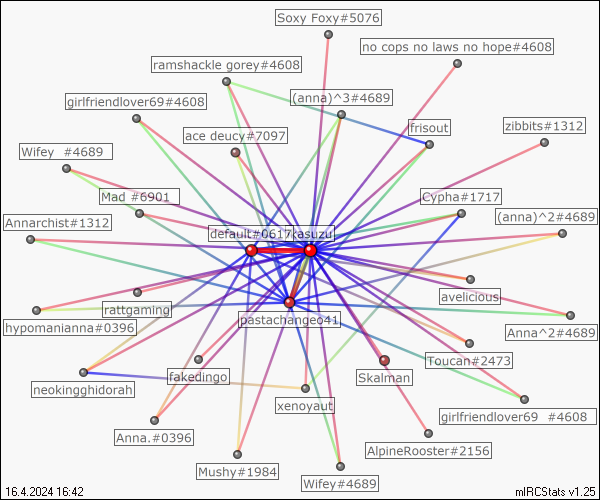 Soxy Foxy#5076
no cops no laws no hope#4608
ramshackle gorey#4608
girlfriendlover69#4608
(anna)^3#4689
ace deucy#7097
frisout
zibbits#1312
Wifey  #4689
Mad #6901
Cypha#1717
Annarchist#1312
(anna)^2#4689
default#0617
kasuzu
rattgaming
avelicious
hypomanianna#0396
pastachangeo41
Anna^2#4689
Toucan#2473
fakedingo
Skalman
neokingghidorah
xenoyaut
girlfriendlover69  #4608
Anna.#0396
AlpineRooster#2156
Mushy#1984
Wifey#4689
16.4.2024 16:42
mIRCStats v1.25